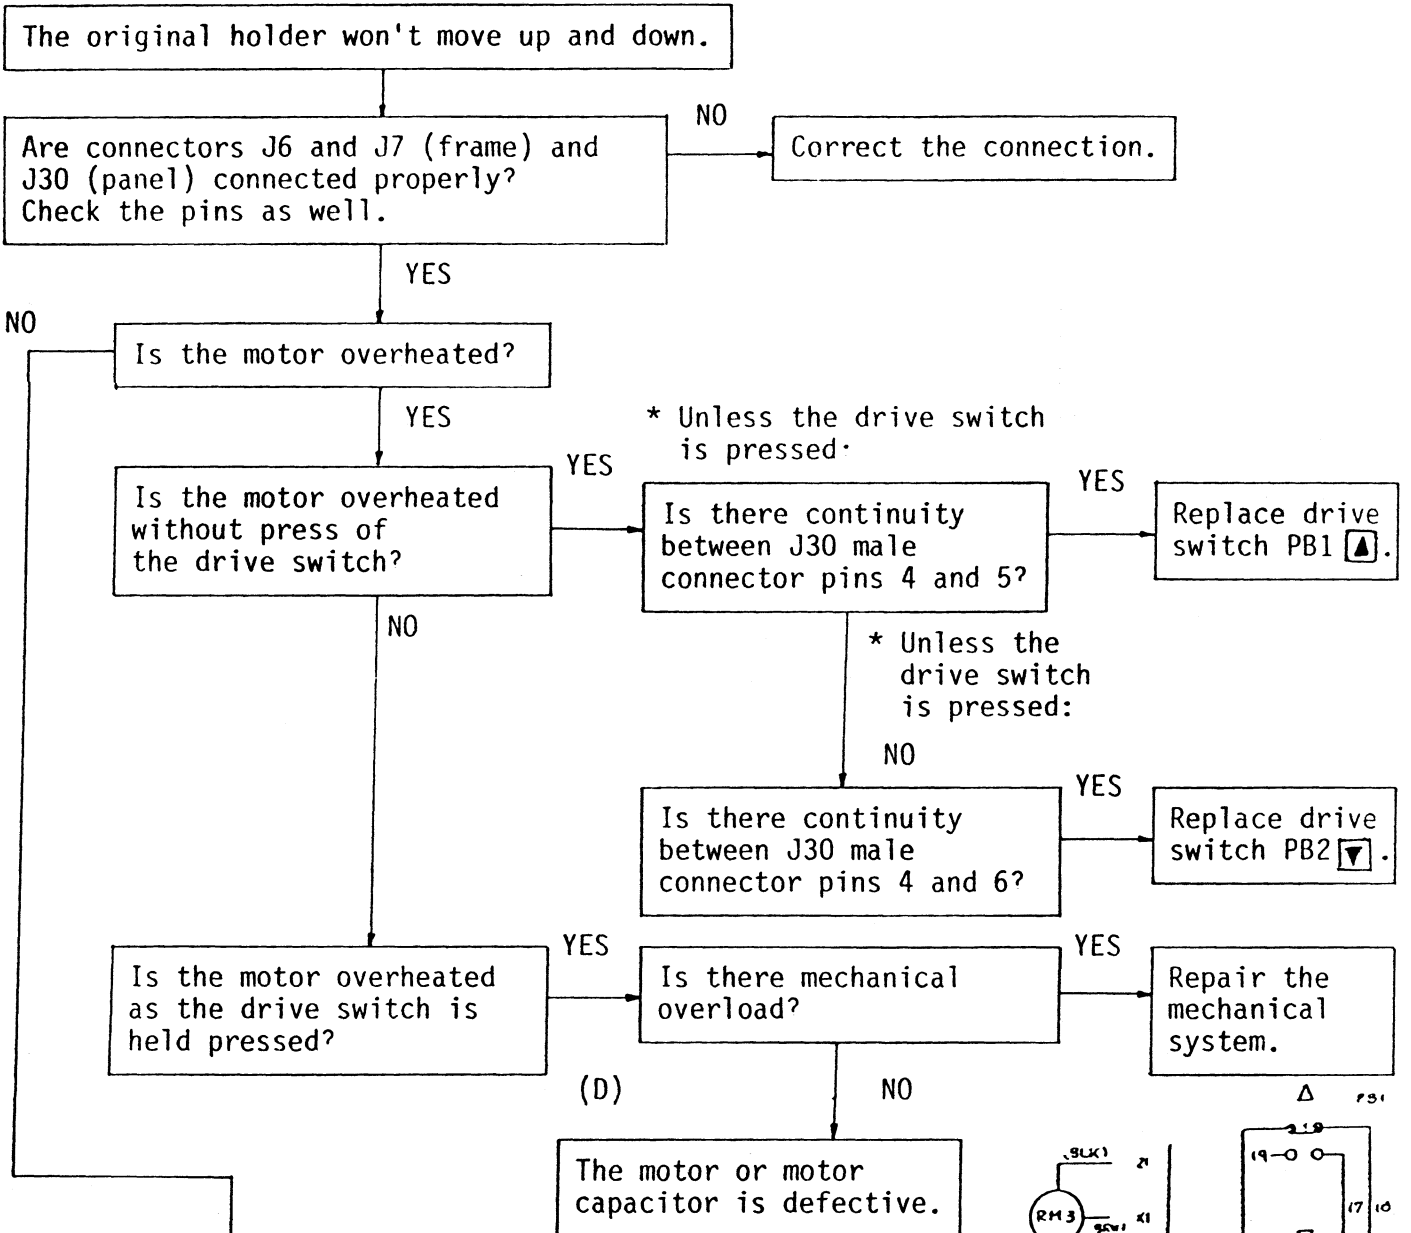 The original holder won't move up and down.
NO
Are connectors J6 and J7 (frame) and
J30 (panel) connected properly?
Check the pins as well.
Correct the connection.
YES
NO
Is the motor overheated?
YES
* Unless the drive switch
is pressed.
YES
Is the motor overheated
without press of
the drive switch?
Is there continuity
between J30 male
connector pins 4 and 5?
YES
Replace drive
switch PB1 ▲.
NO
* Unless the
drive switch
is pressed:
NO
Is there continuity
between J30 male
connector pins 4 and 6?
YES
Replace drive
switch PB2 ▼.
Is the motor overheated
as the drive switch is
held pressed?
YES
Is there mechanical
overload?
YES
Repair the
mechanical
system.
(D)
NO
The motor or motor
capacitor is defective.
RM3
19
17